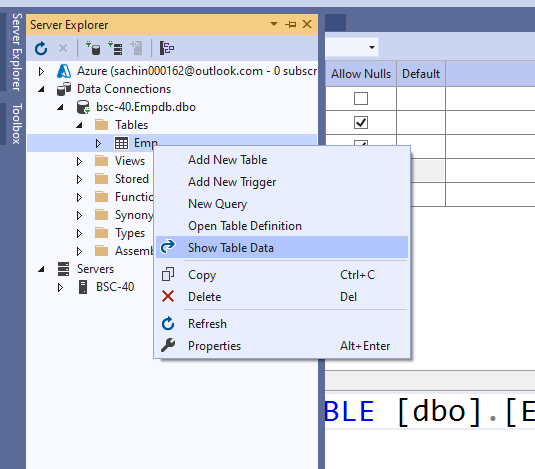 Server Explorer
Server Explorer
Toolbox
Azure (sachin000162@outlook.com - 0 subscr
Data Connections
bsc-40.Empdb.dbo
Tables
Emp
Views
Stored
Functio
Synony
Types
Assemb
Servers
BSC-40
Add New Table
Add New Trigger
New Query
Open Table Definition
Show Table Data
Copy Ctrl+C
Delete Del
Refresh
Properties Alt+Enter
Allow Nulls Default
BLE [dbo].[E